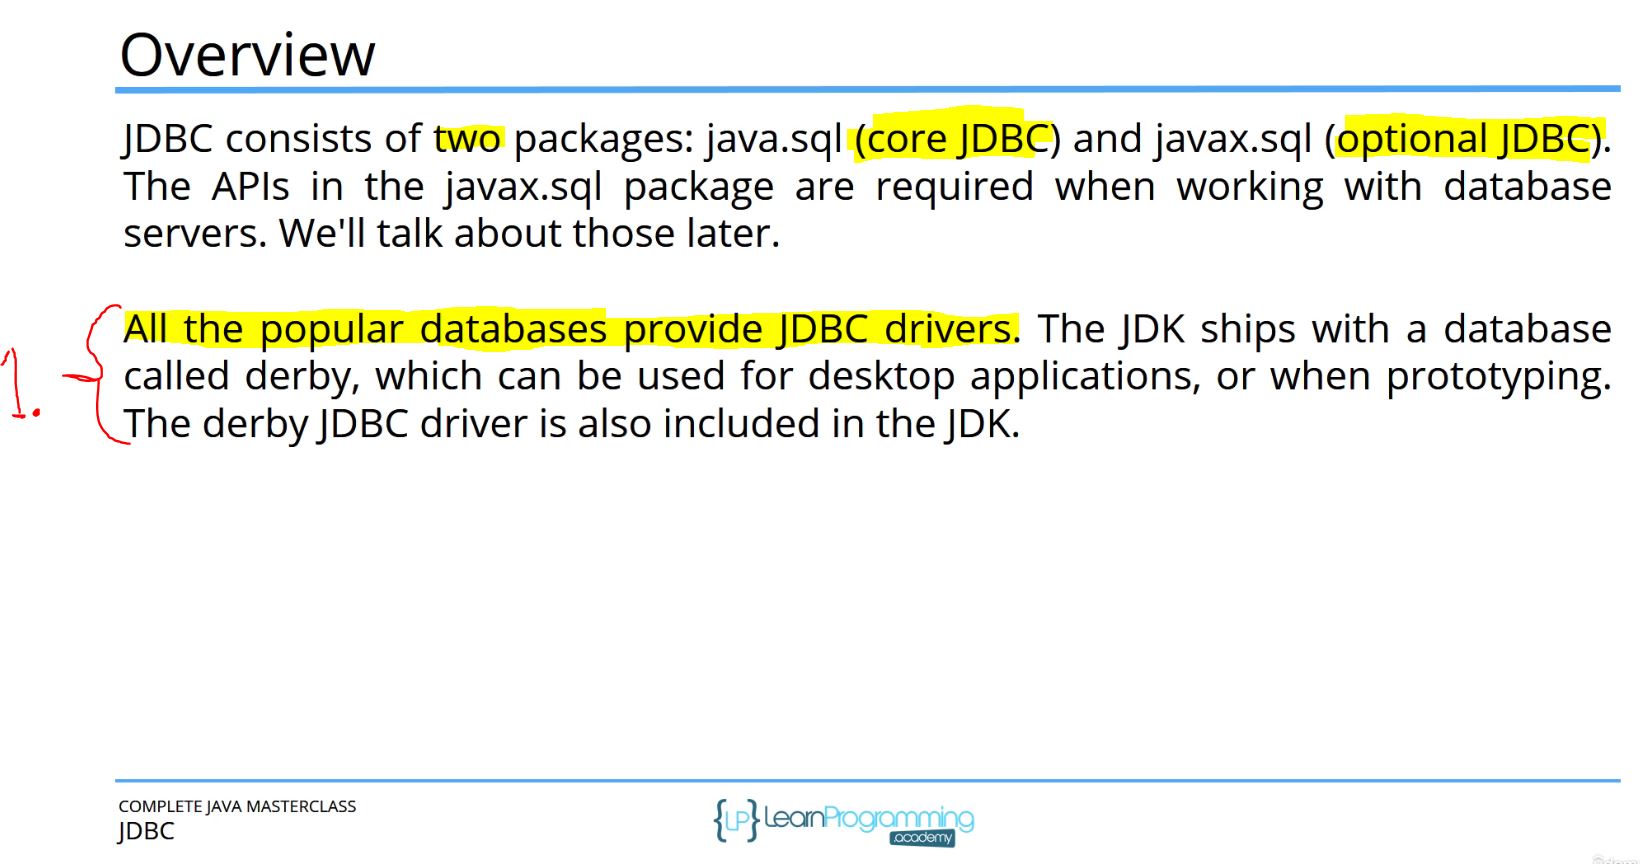 Overview
JDBC consists of two packages: java.sql (core JDBC) and javax.sql (optional JDBC).
The APIs in the javax.sql package are required when working with database
servers. We'll talk about those later.
All the popular databases provide JDBC drivers. The JDK ships with a database
1.
called derby, which can be used for desktop applications, or when prototyping.
The derby JDBC driver is also included in the JDK.
COMPLETE JAVA MASTERCLASS
JDBC
{LP} LearnProgramming
.academy